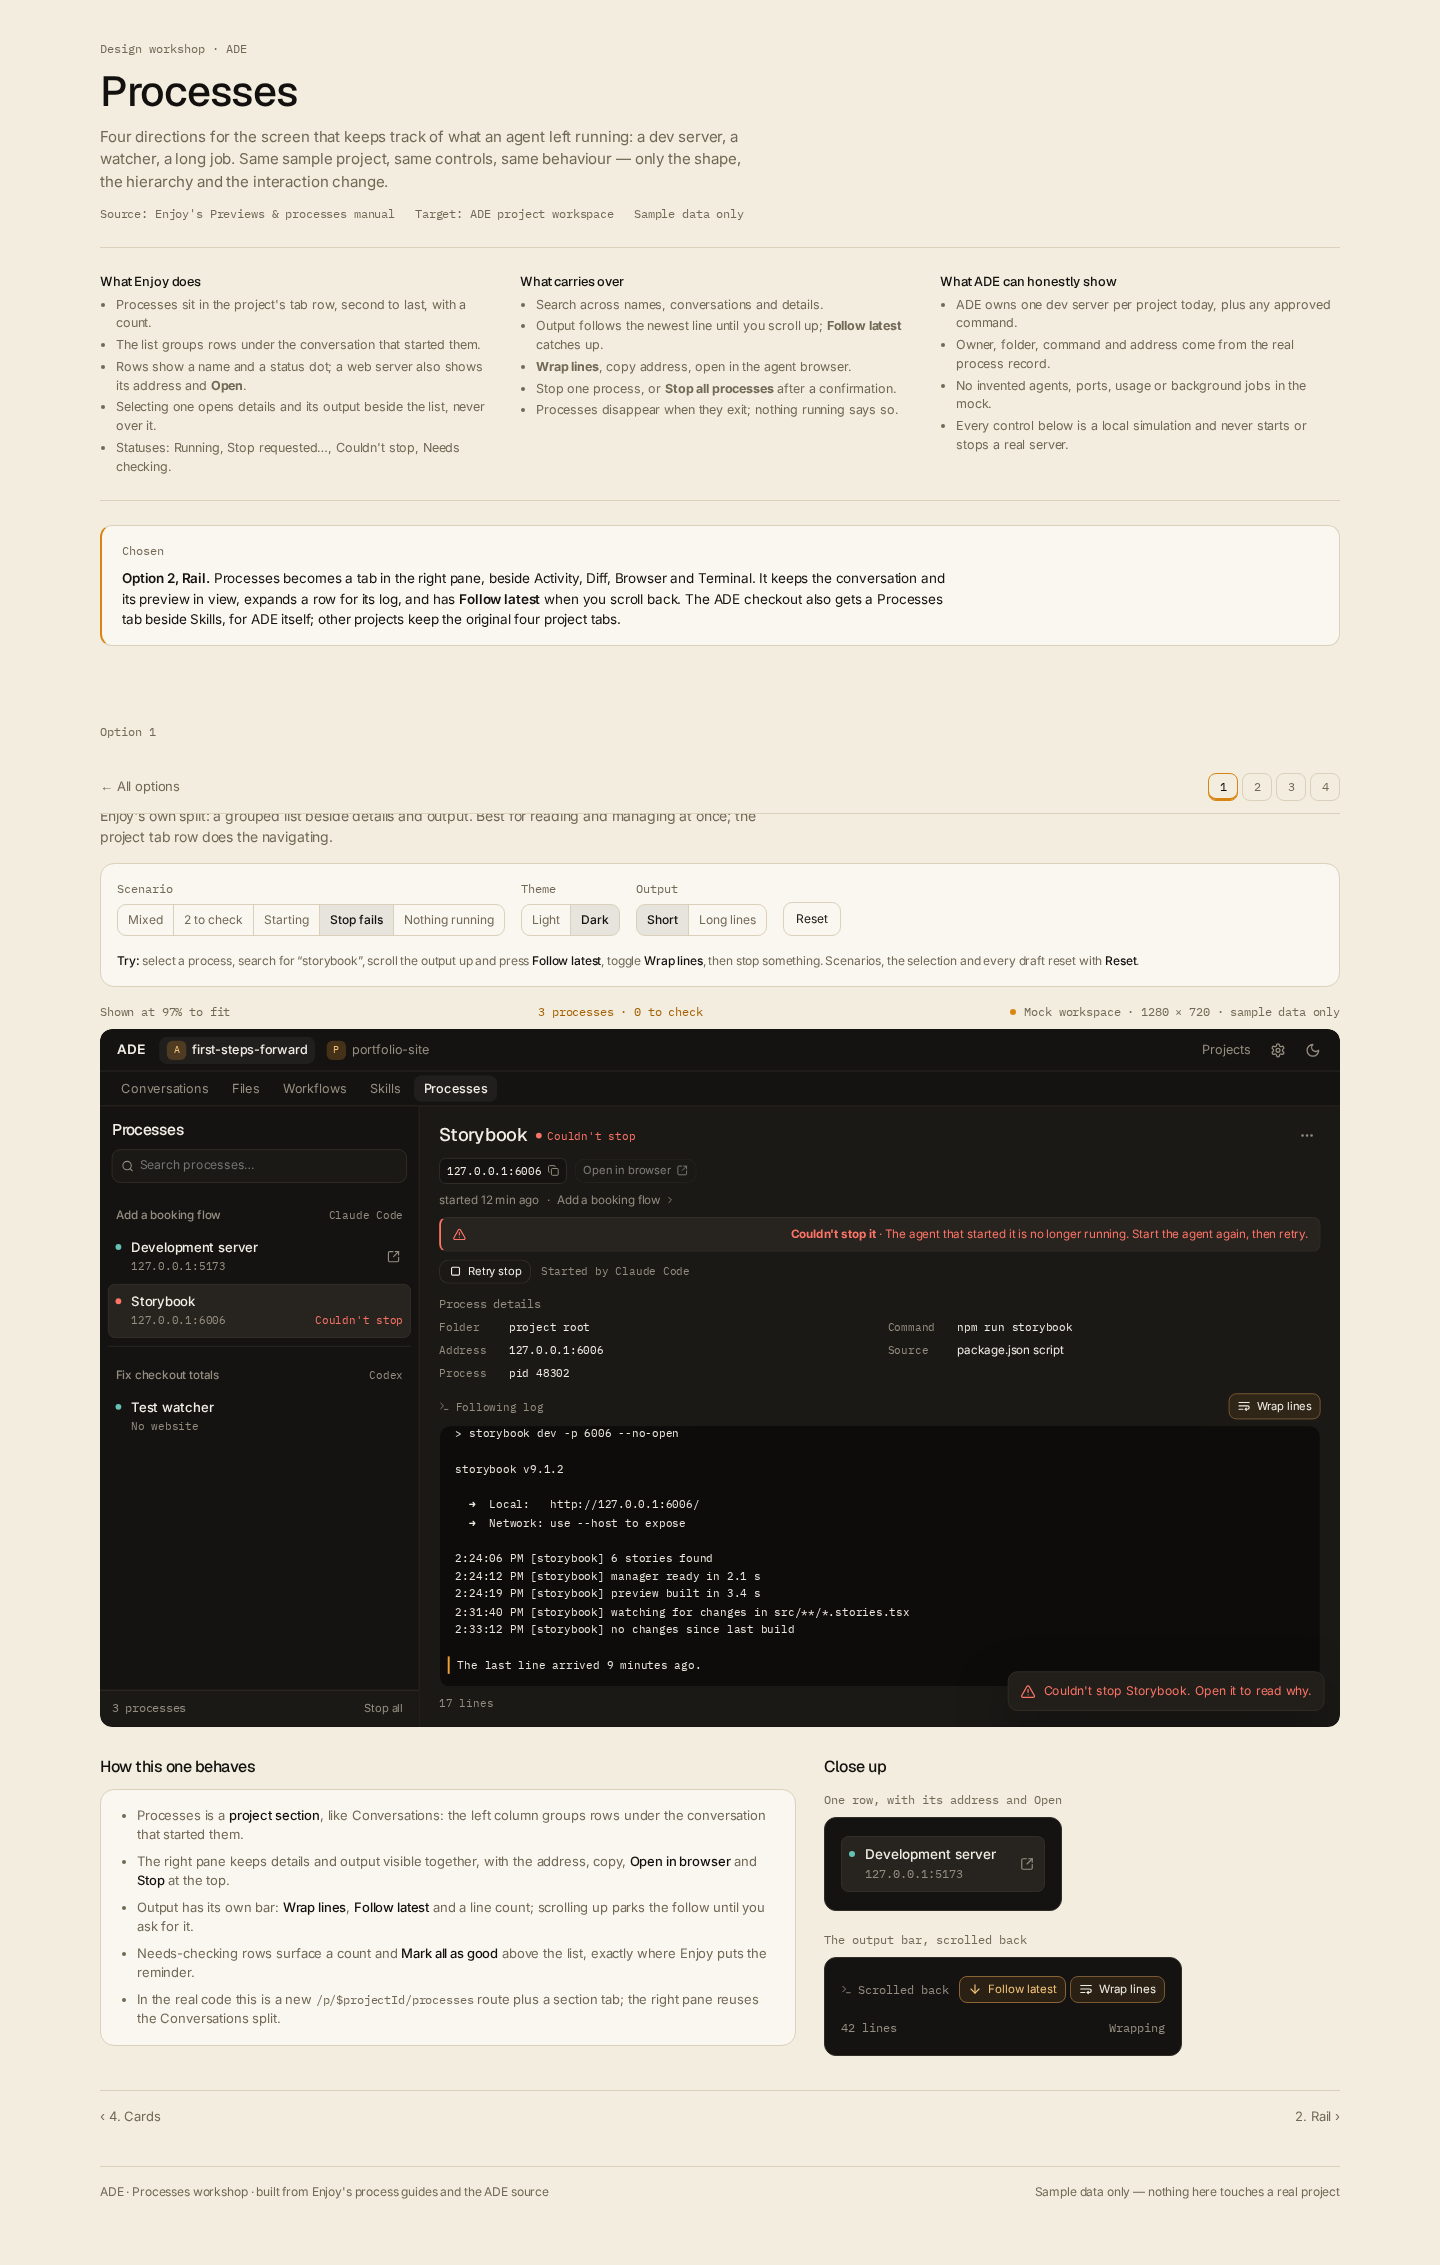 Design workshop · ADE
Processes
Four directions for the screen that keeps track of what an agent left running: a dev server, a
watcher, a long job. Same sample project, same controls, same behaviour — only the shape,
the hierarchy and the interaction change.
Source: Enjoy's Previews & processes manual Target: ADE project workspace Sample data only
What Enjoy does
• Processes sit in the project's tab row, second to last, with a
count.
• The list groups rows under the conversation that started them.
• Rows show a name and a status dot; a web server also shows
its address and Open.
• Selecting one opens details and its output beside the list, never
over it.
• Statuses: Running, Stop requested…, Couldn't stop, Needs
checking.
What carries over
• Search across names, conversations and details.
• Output follows the newest line until you scroll up; Follow latest
catches up.
• Wrap lines, copy address, open in the agent browser.
• Stop one process, or Stop all processes after a confirmation.
• Processes disappear when they exit; nothing running says so.
What ADE can honestly show
• ADE owns one dev server per project today, plus any approved
command.
• Owner, folder, command and address come from the real
process record.
• No invented agents, ports, usage or background jobs in the
mock.
• Every control below is a local simulation and never starts or
stops a real server.
Chosen
Option 2, Rail. Processes becomes a tab in the right pane, beside Activity, Diff, Browser and Terminal. It keeps the conversation and
its preview in view, expands a row for its log, and has Follow latest when you scroll back. The ADE checkout also gets a Processes
tab beside Skills, for ADE itself; other projects keep the original four project tabs.
Option 1
← All options
1 2 3 4
Enjoy's own split: a grouped list beside details and output. Best for reading and managing at once; the
project tab row does the navigating.
Scenario Theme Output
Mixed 2 to check Starting Stop fails Nothing running Light Dark Short Long lines Reset
Try: select a process, search for “storybook”, scroll the output up and press Follow latest, toggle Wrap lines, then stop something. Scenarios, the selection and every draft reset with Reset.
Shown at 97% to fit 3 processes · 0 to check Mock workspace · 1280 × 720 · sample data only
ADE A first-steps-forward P portfolio-site Projects
Conversations Files Workflows Skills Processes
Processes
Search processes…
Add a booking flow Claude Code
Development server
127.0.0.1:5173
Storybook
127.0.0.1:6006 Couldn't stop
Fix checkout totals Codex
Test watcher
No website
3 processes Stop all
Storybook Couldn't stop ···
127.0.0.1:6006 Open in browser
started 12 min ago · Add a booking flow ›
Couldn't stop it · The agent that started it is no longer running. Start the agent again, then retry.
Retry stop Started by Claude Code
Process details
Folder project root Command npm run storybook
Address 127.0.0.1:6006 Source package.json script
Process pid 48302
Following log Wrap lines
> storybook dev -p 6006 --no-open
storybook v9.1.2
➜ Local: http://127.0.0.1:6006/
➜ Network: use --host to expose
2:24:06 PM [storybook] 6 stories found
2:24:12 PM [storybook] manager ready in 2.1 s
2:24:19 PM [storybook] preview built in 3.4 s
2:31:40 PM [storybook] watching for changes in src/**/*.stories.tsx
2:33:12 PM [storybook] no changes since last build
The last line arrived 9 minutes ago.
17 lines
Couldn't stop Storybook. Open it to read why.
How this one behaves
• Processes is a project section, like Conversations: the left column groups rows under the conversation
that started them.
• The right pane keeps details and output visible together, with the address, copy, Open in browser and
Stop at the top.
• Output has its own bar: Wrap lines, Follow latest and a line count; scrolling up parks the follow until you
ask for it.
• Needs-checking rows surface a count and Mark all as good above the list, exactly where Enjoy puts the
reminder.
• In the real code this is a new /p/$projectId/processes route plus a section tab; the right pane reuses
the Conversations split.
Close up
One row, with its address and Open
Development server
127.0.0.1:5173
The output bar, scrolled back
Scrolled back Follow latest Wrap lines
42 lines Wrapping
‹ 4. Cards 2. Rail ›
ADE · Processes workshop · built from Enjoy's process guides and the ADE source Sample data only — nothing here touches a real project